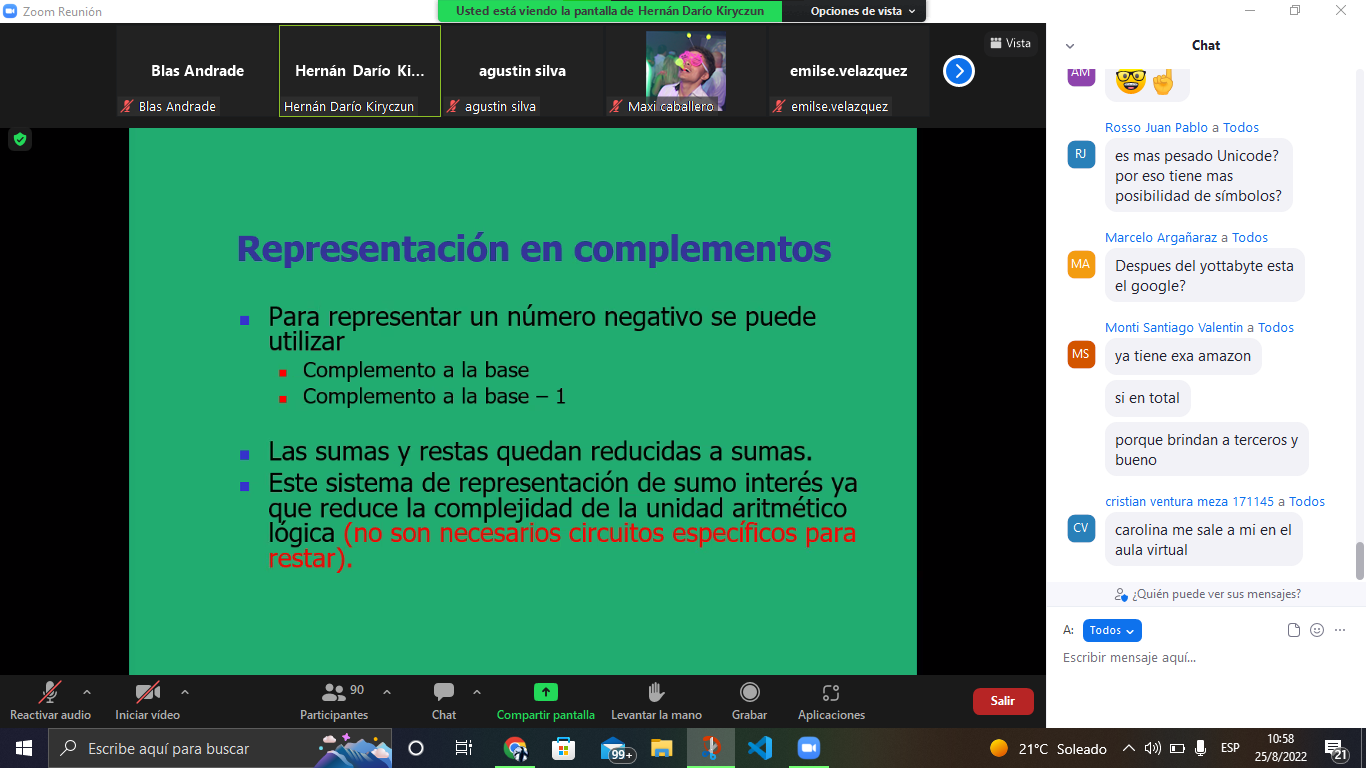 Zoom Reunión
Usted está viendo la pantalla de Hernán Darío Kiryczun
Opciones de vista
Blas Andrade
Hernán Darío Ki...
agustin silva
emilse.velazquez
Vista
Blas Andrade
Hernán Darío Kiryczun
agustin silva
Maxi caballero
emilse.velazquez
Representación en complementos
Para representar un número negativo se puede
utilizar
Complemento a la base
Complemento a la base – 1
Las sumas y restas quedan reducidas a sumas.
Este sistema de representación de sumo interés ya
que reduce la complejidad de la unidad aritmético
lógica (no son necesarios circuitos específicos para
restar).
Chat
AM
Rosso Juan Pablo a Todos
RJ
es mas pesado Unicode?
por eso tiene mas
posibilidad de símbolos?
Marcelo Argañaraz a Todos
MA
Despues del yottabyte esta
el google?
Monti Santiago Valentin a Todos
MS
ya tiene exa amazon
si en total
porque brindan a terceros y
bueno
cristian ventura meza 171145 a Todos
CV
carolina me sale a mi en el
aula virtual
¿Quién puede ver sus mensajes?
A: Todos
Escribir mensaje aquí...
Reactivar audio
Iniciar vídeo
90
Participantes
Chat
Compartir pantalla
Levantar la mano
Grabar
Aplicaciones
Salir
Escribe aquí para buscar
99+
21°C Soleado
ESP
10:58
25/8/2022
21